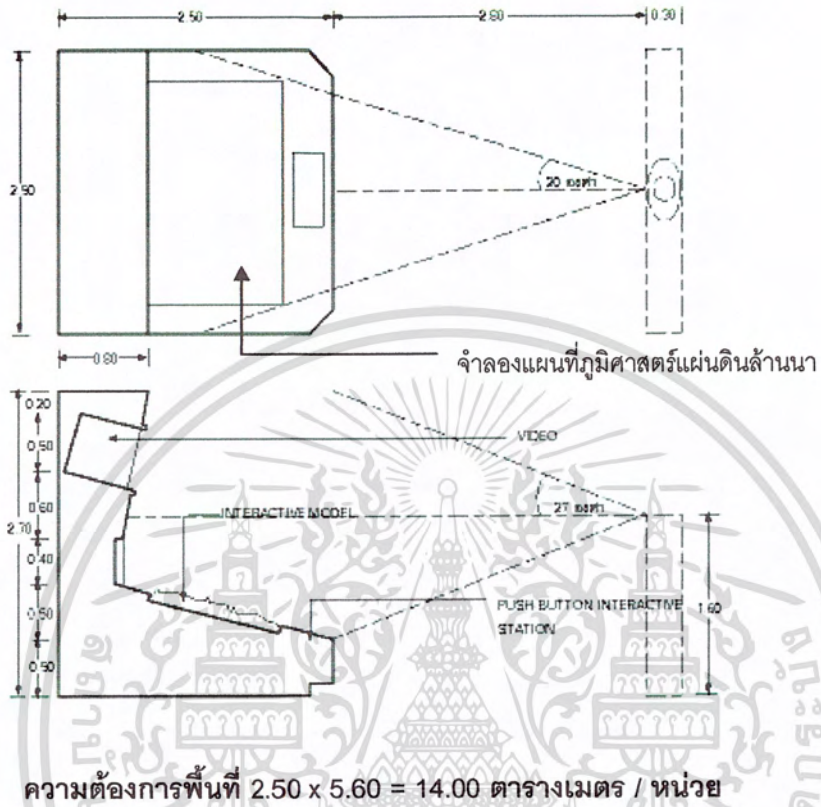 2.50
2.80
0.30
2.90
20 องศา
0.80
จำลองแผนที่ภูมิศาสตร์แผ่นดินล้านนา
0.20
0.50
VIDEO
0.60
INTERACTIVE MODEL
27 องศา
2.70
0.40
0.50
PUSH BUTTON INTERACTIVE
STATION
1.60
0.50
ความต้องการพื้นที่ 2.50 x 5.60 = 14.00 ตารางเมตร / หน่วย